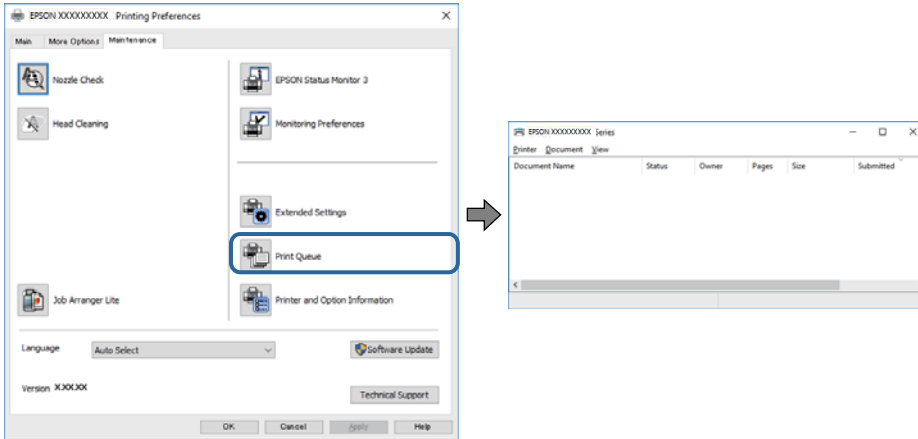 EPSON XXXXXXXXX Printing Preferences
Main More Options Maintenance
Nozzle Check
EPSON Status Monitor 3
Head Cleaning
Monitoring Preferences
Extended Settings
Print Queue
Job Arranger Lite
Printer and Option Information
Language Auto Select Software Update
Version X.XX.XX
Technical Support
OK Cancel Apply Help
EPSON XXXXXXXXX Series
Printer Document View
Document Name Status Owner Pages Size Submitted